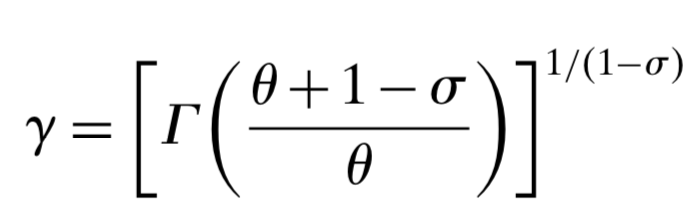 γ = [Γ((θ + 1 − σ)/θ)]^{1/(1−σ)}